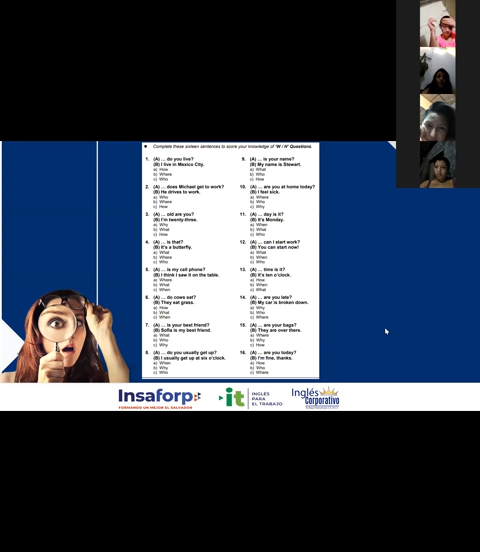 Complete these sixteen sentences to score your knowledge of 'W / H' Questions
1. (A) ... do you live?
(B) I live in Mexico City.
a) How
b) Where
c) Who
2. (A) ... does Michael get to work?
(B) He drives to work.
a) Who
b) Where
c) How
3. (A) ... old are you?
(B) I'm twenty-three.
a) Why
b) What
c) How
4. (A) ... is that?
(B) It's a butterfly.
a) What
b) Where
c) Who
5. (A) ... is my cell phone?
(B) I think I saw it on the table.
a) Where
b) What
c) When
6. (A) ... do cows eat?
(B) They eat grass.
a) How
b) What
c) When
7. (A) ... is your best friend?
(B) Sofia is my best friend.
a) What
b) Who
c) Why
8. (A) ... do you usually get up?
(B) I usually get up at six o'clock.
a) When
b) Why
c) Who
9. (A) ... is your name?
(B) My name is Stewart.
a) What
b) Who
c) How
10. (A) ... are you at home today?
(B) I feel sick.
a) Where
b) Who
c) Why
11. (A) ... day is it?
(B) It's Monday.
a) When
b) What
c) Who
12. (A) ... can I start work?
(B) You can start now!
a) What
b) When
c) Who
13. (A) ... time is it?
(B) It's ten o'clock.
a) How
b) When
c) What
14. (A) ... are you late?
(B) My car is broken down.
a) Why
b) Who
c) What
15. (A) ... are your bags?
(B) They are over there.
a) Where
b) Why
c) How
16. (A) ... are you today?
(B) I'm fine, thanks.
a) How
b) Who
c) Where
Insaforp
FORMANDO UN MEJOR EL SALVADOR
it
INGLÉS
PARA
EL TRABAJO
Inglés
Corporativo